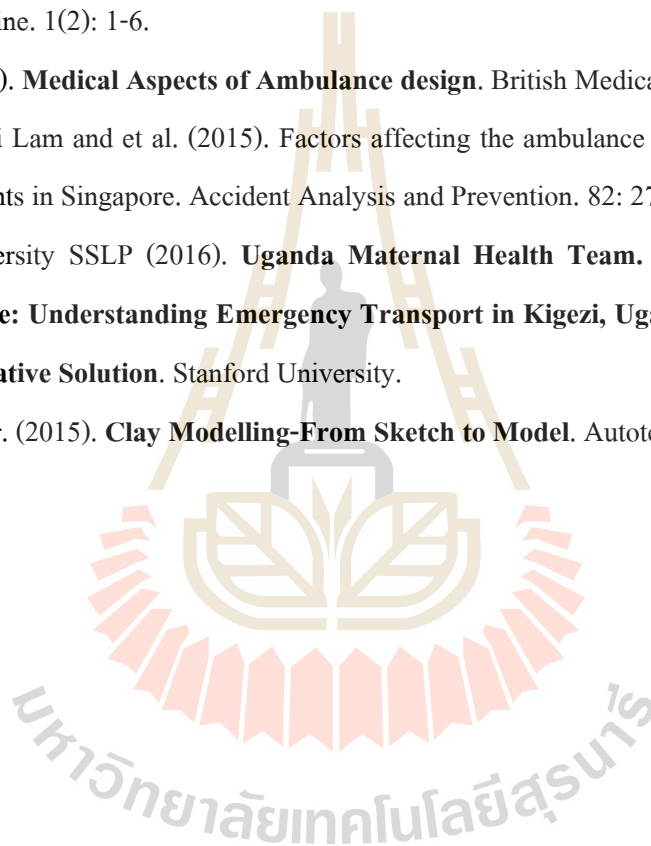 ine. 1(2): 1-6.
). Medical Aspects of Ambulance design. British Medica
i Lam and et al. (2015). Factors affecting the ambulance
nts in Singapore. Accident Analysis and Prevention. 82: 27
ersity SSLP (2016). Uganda Maternal Health Team.
e: Understanding Emergency Transport in Kigezi, Uga
ative Solution. Stanford University.
r. (2015). Clay Modelling-From Sketch to Model. Autote
มหาวิทยาลัยเทคโนโลยีสุรนารี